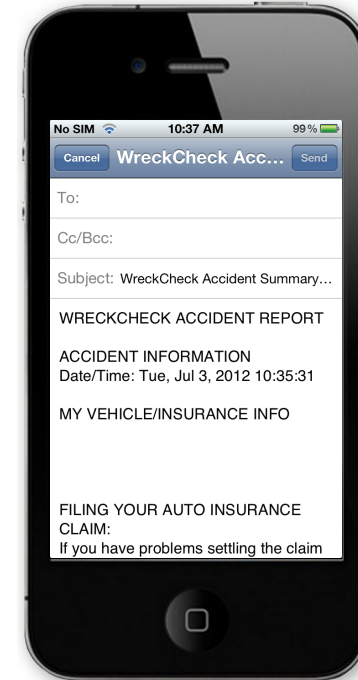 No SIM 10:37 AM 99%
Cancel WreckCheck Acc... Send
To:
Cc/Bcc:
Subject: WreckCheck Accident Summary...
WRECKCHECK ACCIDENT REPORT
ACCIDENT INFORMATION
Date/Time: Tue, Jul 3, 2012 10:35:31
MY VEHICLE/INSURANCE INFO
FILING YOUR AUTO INSURANCE
CLAIM:
If you have problems settling the claim